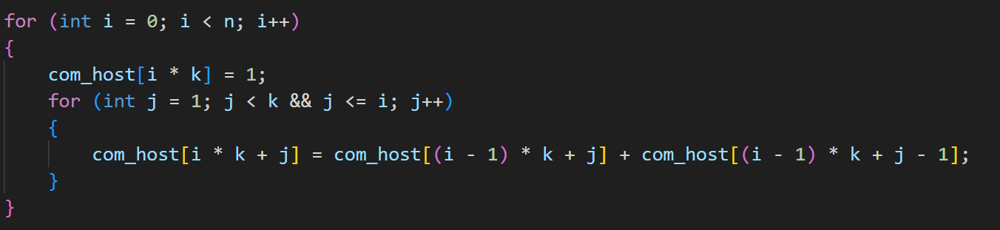 for (int i = 0; i < n; i++)
{
    com_host[i * k] = 1;
    for (int j = 1; j < k && j <= i; j++)
    {
        com_host[i * k + j] = com_host[(i - 1) * k + j] + com_host[(i - 1) * k + j - 1];
    }
}